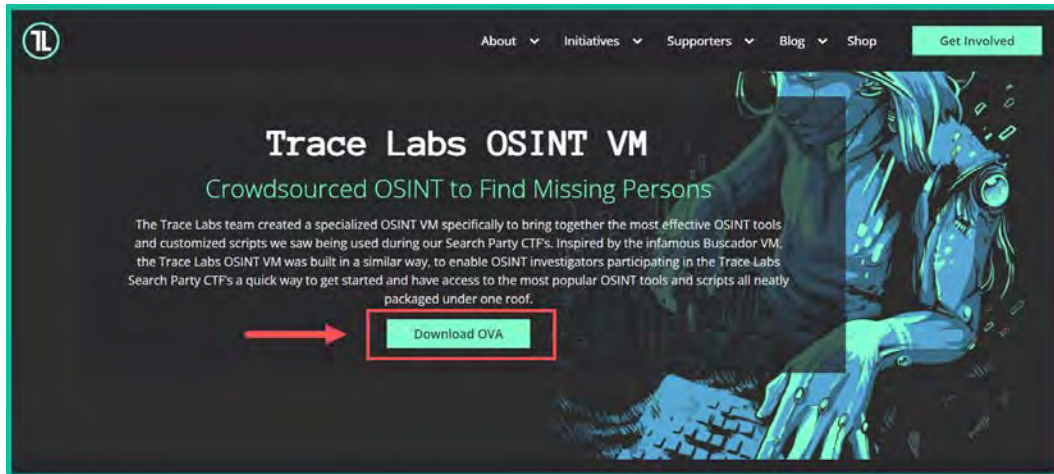 TL
About Initiatives Supporters Blog Shop Get Involved
Trace Labs OSINT VM
Crowdsourced OSINT to Find Missing Persons
The Trace Labs team created a specialized OSINT VM specifically to bring together the most effective OSINT tools
and customized scripts we saw being used during our Search Party CTF's. Inspired by the infamous Buscador VM,
the Trace Labs OSINT VM was built in a similar way, to enable OSINT investigators participating in the Trace Labs
Search Party CTF's a quick way to get started and have access to the most popular OSINT tools and scripts all neatly
packaged under one roof.
Download OVA